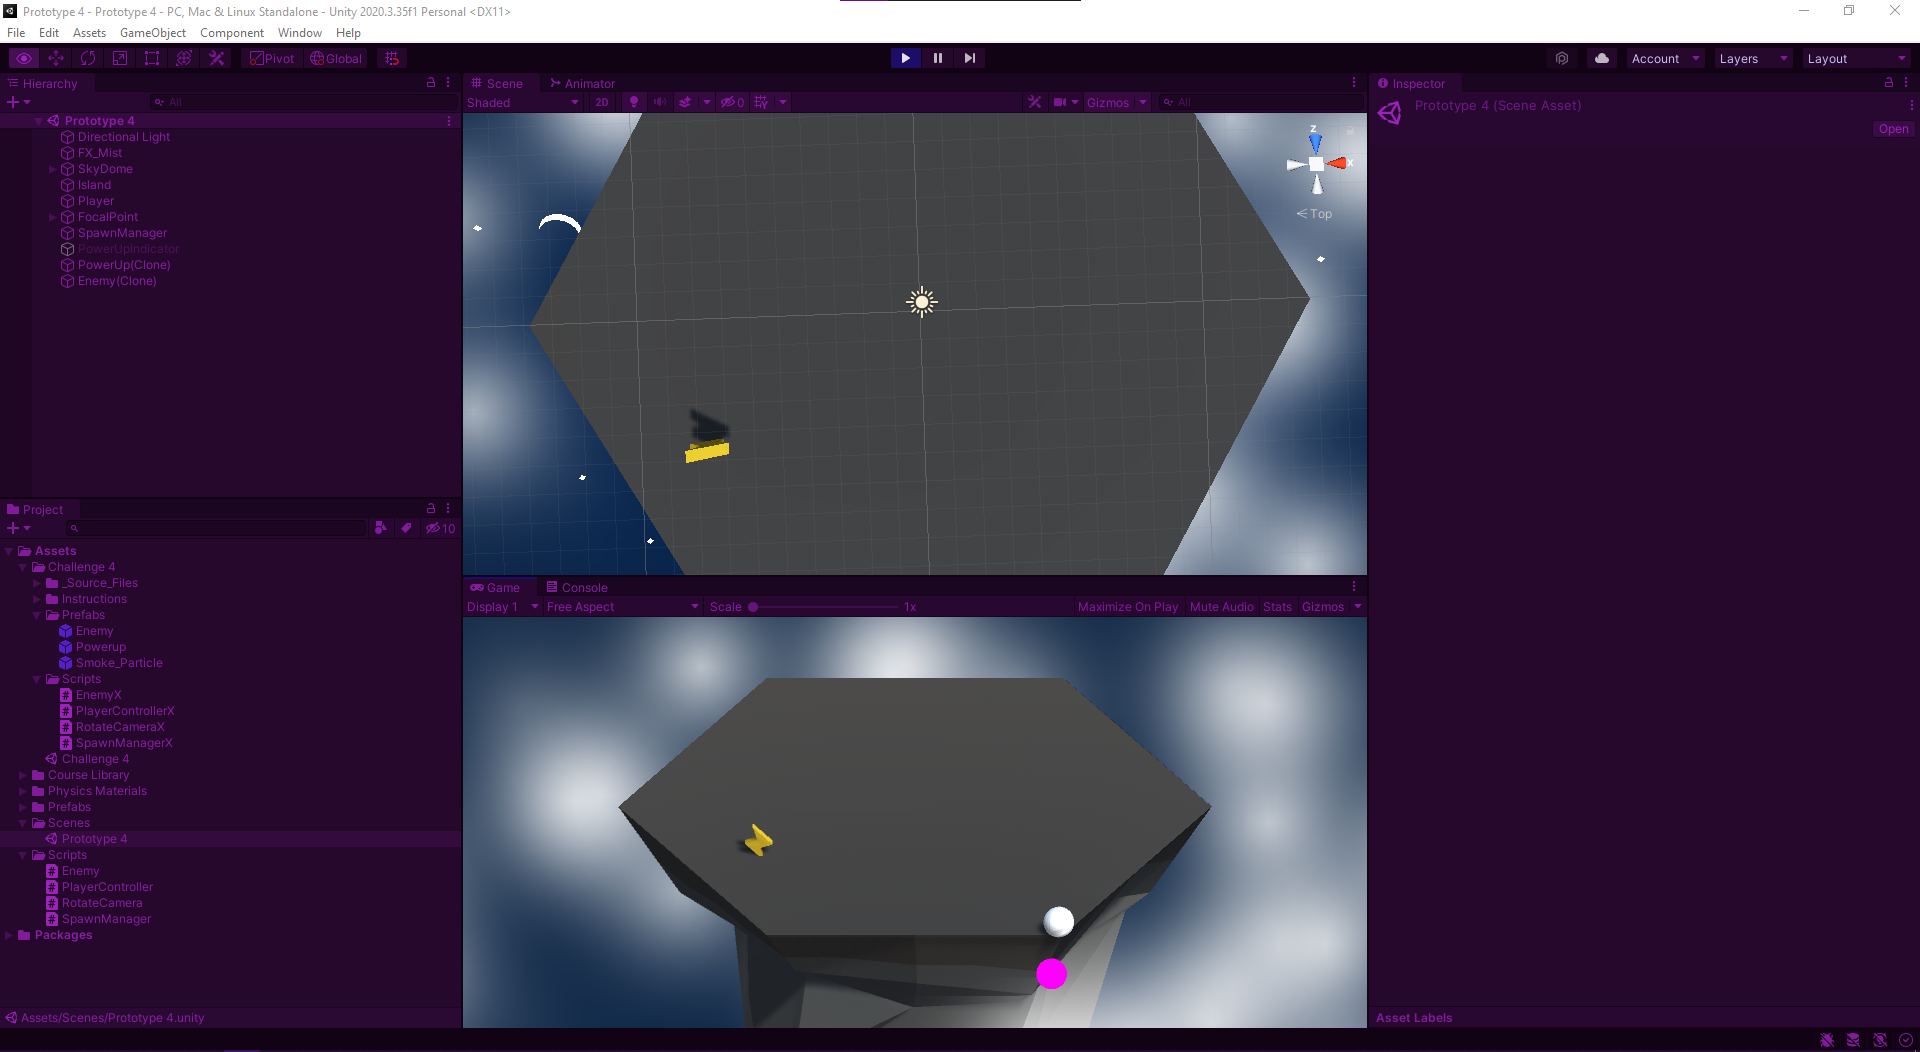 Prototype 4 - Prototype 4 - PC, Mac & Linux Standalone - Unity 2020.3.35f1 Personal <DX11>
File Edit Assets GameObject Component Window Help
Pivot Global Account Layers Layout
Hierarchy
All
Prototype 4
Directional Light
FX_Mist
SkyDome
Island
Player
FocalPoint
SpawnManager
PowerUpIndicator
PowerUp(Clone)
Enemy(Clone)
Scene Animator
Shaded 2D 0 Gizmos All
z
x
Top
Inspector
Prototype 4 (Scene Asset)
Open
Project
10
Assets
Challenge 4
_Source_Files
Instructions
Prefabs
Enemy
Powerup
Smoke_Particle
Scripts
EnemyX
PlayerControllerX
RotateCameraX
SpawnManagerX
Challenge 4
Course Library
Physics Materials
Prefabs
Scenes
Prototype 4
Scripts
Enemy
PlayerController
RotateCamera
SpawnManager
Packages
Assets/Scenes/Prototype 4.unity
Game Console
Display 1 Free Aspect Scale 1x Maximize On Play Mute Audio Stats Gizmos
Asset Labels